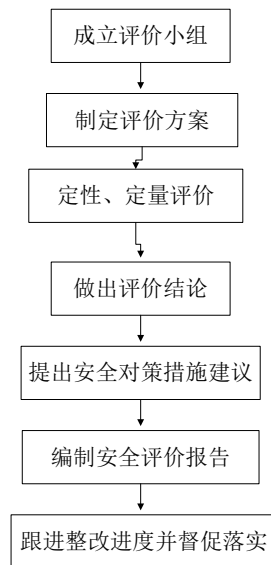 成立评价小组
制定评价方案
定性、定量评价
做出评价结论
提出安全对策措施建议
编制安全评价报告
跟进整改进度并督促落实